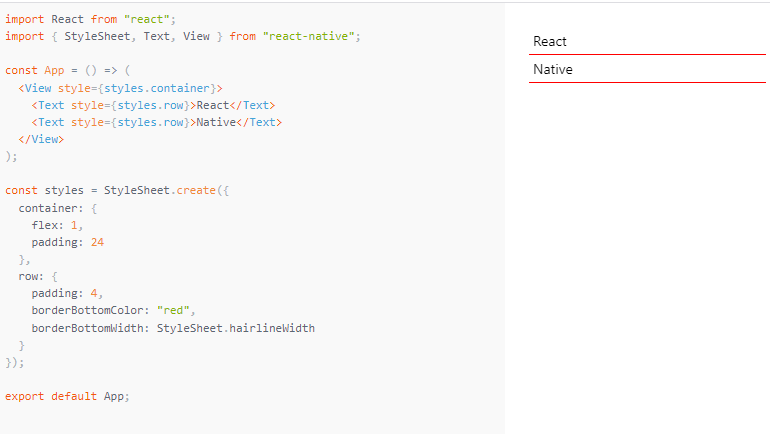 import React from "react";
import { StyleSheet, Text, View } from "react-native";
const App = () => (
<View style={styles.container}>
<Text style={styles.row}>React</Text>
<Text style={styles.row}>Native</Text>
</View>
);
const styles = StyleSheet.create({
container: {
flex: 1,
padding: 24
},
row: {
padding: 4,
borderBottomColor: "red",
borderBottomWidth: StyleSheet.hairlineWidth
}
});
export default App;
React
Native